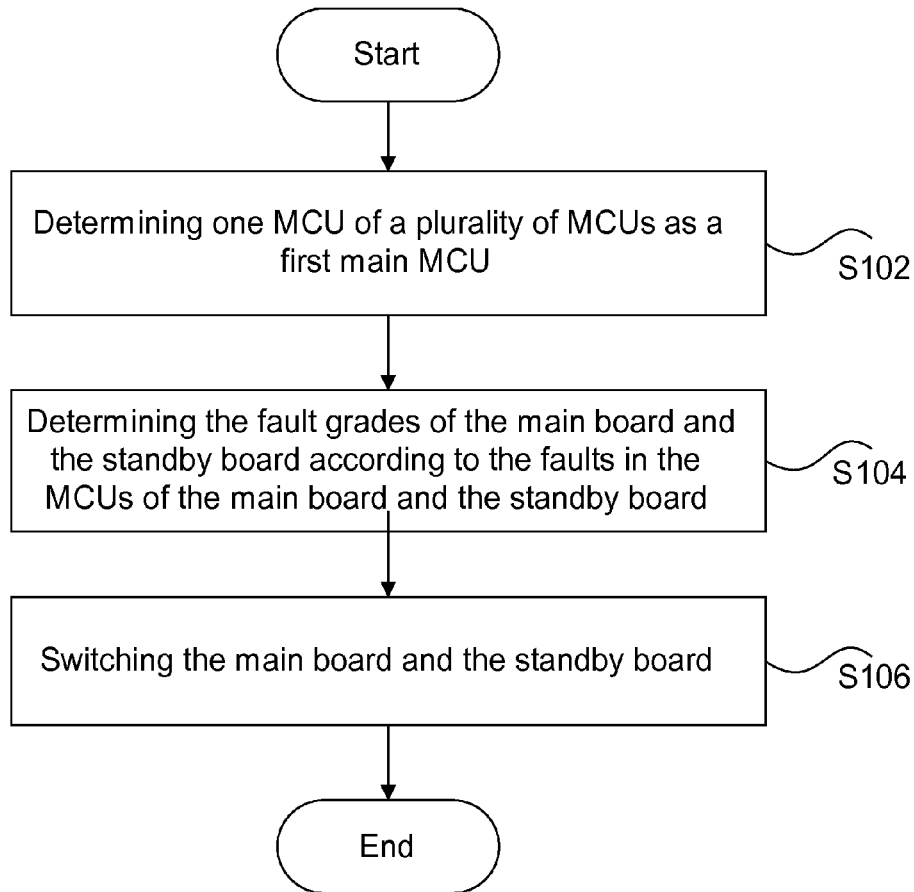 Start
Determining one MCU of a plurality of MCUs as a
first main MCU
S102
Determining the fault grades of the main board and
the standby board according to the faults in the
MCUs of the main board and the standby board
S104
Switching the main board and the standby board
S106
End